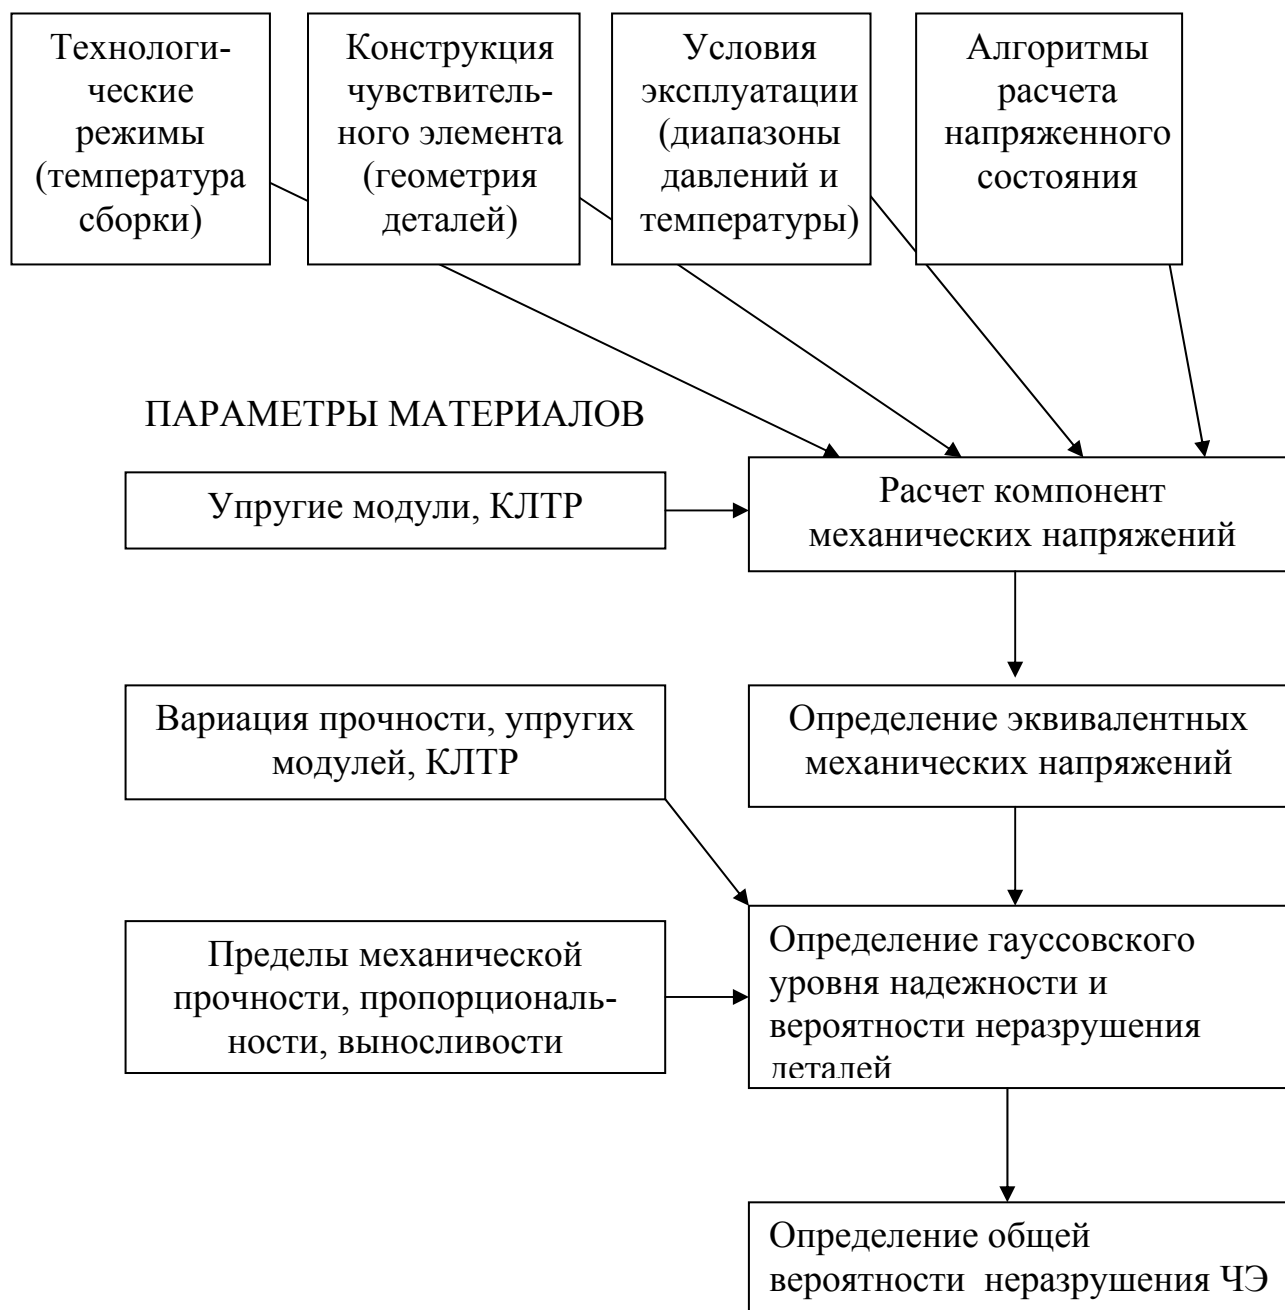 Технологи-
ческие
режимы
(температура
сборки)
Конструкция
чувствитель-
ного элемента
(геометрия
деталей)
Условия
эксплуатации
(диапазоны
давлений и
температуры)
Алгоритмы
расчета
напряженного
состояния
ПАРАМЕТРЫ МАТЕРИАЛОВ
Упругие модули, КЛТР
Расчет компонент
механических напряжений
Вариация прочности, упругих
модулей, КЛТР
Определение эквивалентных
механических напряжений
Пределы механической
прочности, пропорциональ-
ности, выносливости
Определение гауссовского
уровня надежности и
вероятности неразрушения
деталей
Определение общей
вероятности неразрушения ЧЭ